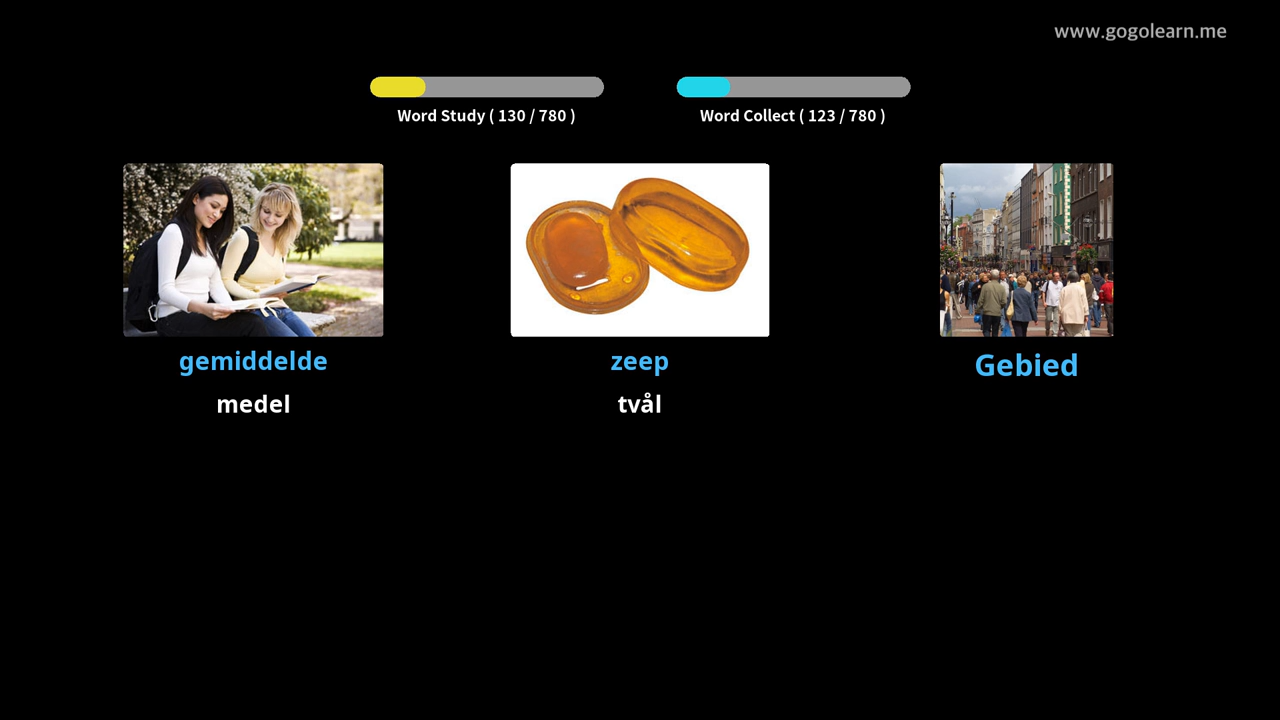 www.gogolearn.me
Word Study ( 130 / 780 )
Word Collect ( 123 / 780 )
gemiddelde
medel
zeep
tvål
Gebied